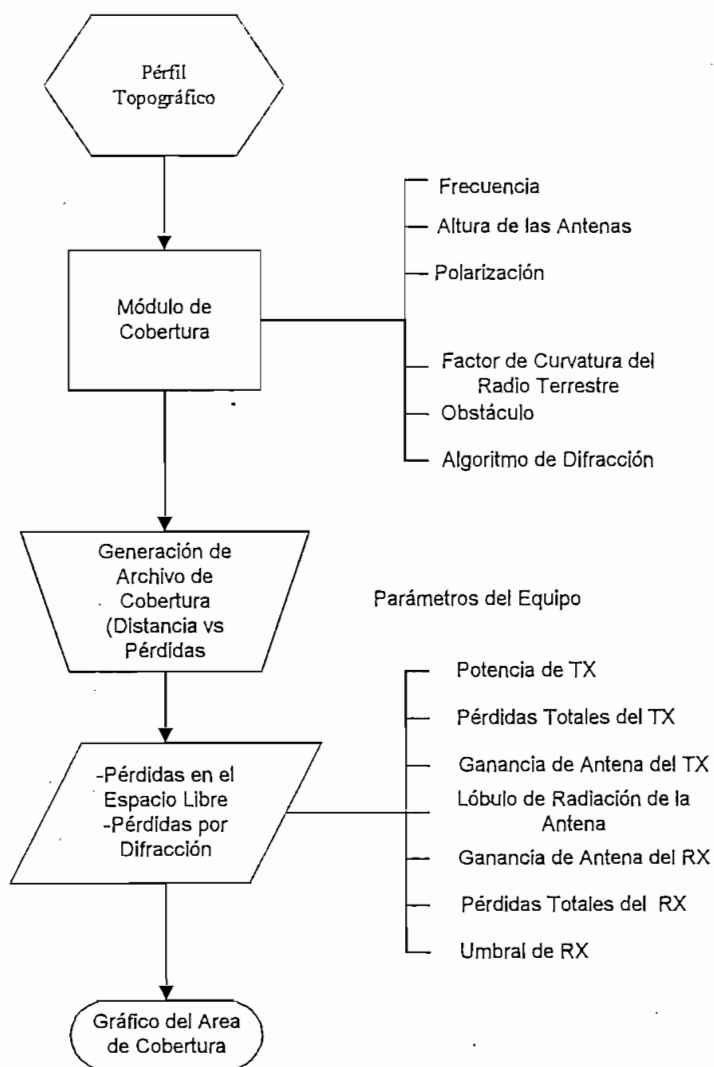 Pérfil
Topográfico
Frecuencia
Altura de las Antenas
Polarización
Módulo de
Cobertura
Factor de Curvatura del
Radio Terrestre
Obstáculo
Algoritmo de Difracción
Generación de
Archivo de
Cobertura
(Distancia vs
Pérdidas
Parámetros del Equipo
Potencia de TX
Pérdidas Totales del TX
Ganancia de Antena del TX
Lóbulo de Radiación de la
Antena
Ganancia de Antena del RX
Pérdidas Totales del RX
Umbral de RX
-Pérdidas en el
Espacio Libre
-Pérdidas por
Difracción
Gráfico del Area
de Cobertura